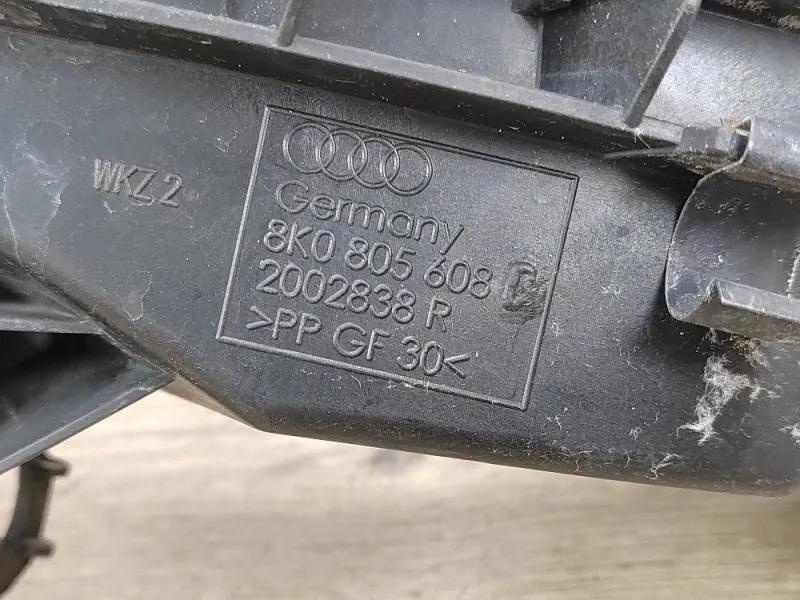 WKZ 2
Germany
8K0 805 608
2002838 R
>PP GF 30<